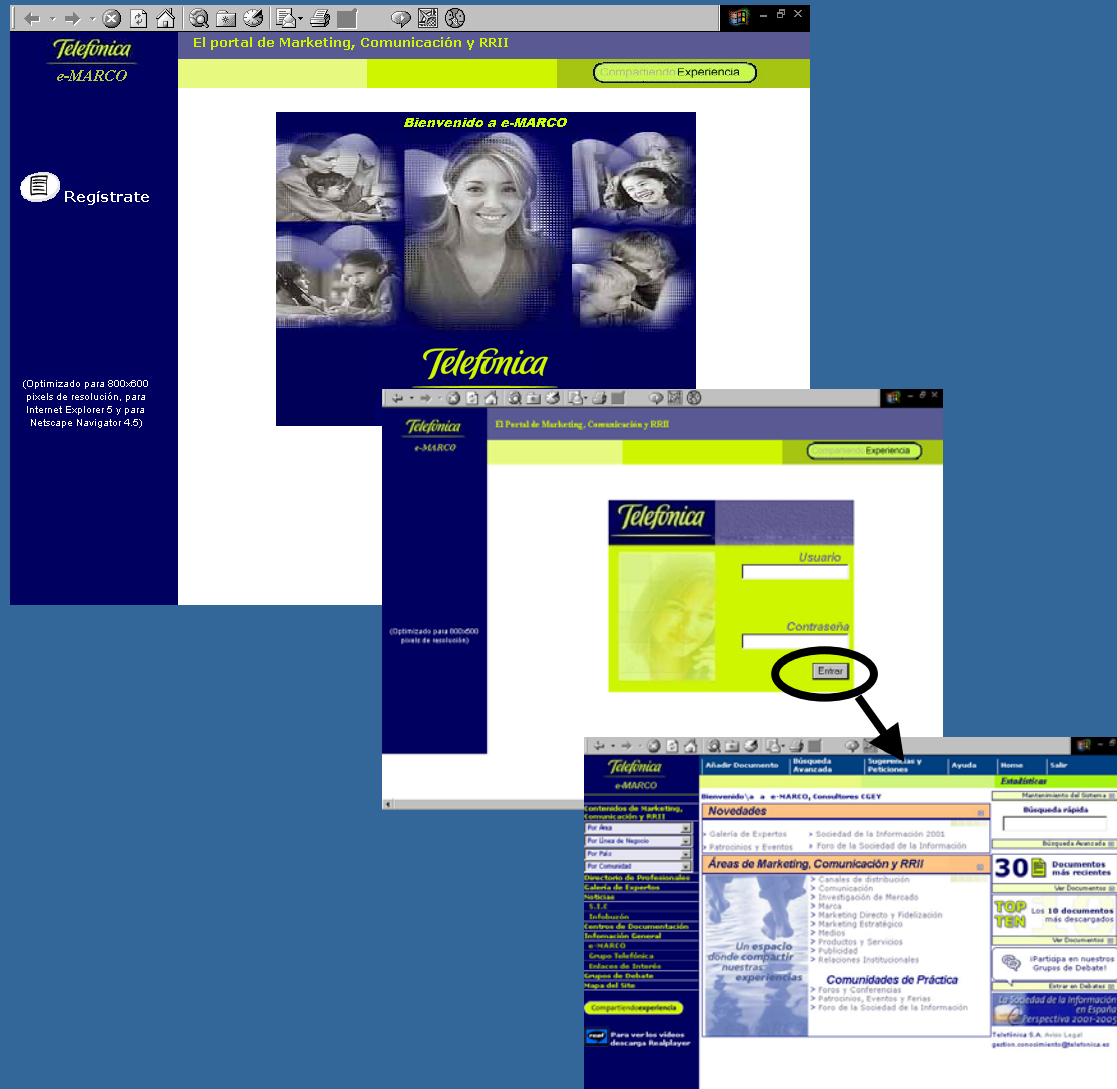 Telefónica
e-MARCO
El portal de Marketing, Comunicación y RRII
CompartiendoExperiencia
Regístrate
(Optimizado para 800x600
pixels de resolución, para
Internet Explorer 5 y para
Netscape Navigator 4.5)
Bienvenido a e-MARCO
Telefónica
Telefónica
e-MARCO
El Portal de Marketing, Comunicación y RRII
CompartiendoExperiencia
(Optimizado para 800x600
pixels de resolución)
Telefónica
Usuario
Contraseña
Entrar
Telefónica
e-MARCO
Añadir Documento
Búsqueda
Avanzada
Sugerencias y
Peticiones
Ayuda
Home
Salir
Estadísticas
Bienvenido\a a e-MARCO, Consultores CGEY
Mantenimiento del Sistema
Contenidos de Marketing,
Comunicación y RRII
Por Área
Por Línea de Negocio
Por País
Por Comunidad
Directorio de Profesionales
Galería de Expertos
Noticias
S.I.C
Infobuzón
Centros de Documentación
Infomación General
e-MARCO
Grupo Telefónica
Enlaces de Interés
Grupos de Debate
Mapa del Site
Compartiendoexperiencia
real
Para ver los vídeos
descarga Realplayer
Novedades
> Galería de Expertos
> Sociedad de la Información 2001
> Patrocinios y Eventos
> Foro de la Sociedad de la Información
Áreas de Marketing, Comunicación y RRII
Un espacio
donde compartir
nuestras
experiencias
> Canales de distribución
> Comunicación
> Investigación de Mercado
> Marca
> Marketing Directo y Fidelización
> Marketing Estratégico
> Medios
> Productos y Servicios
> Publicidad
> Relaciones Institucionales
Comunidades de Práctica
> Foros y Conferencias
> Patrocinios, Eventos y Ferias
> Foro de la Sociedad de la Información
Búsqueda rápida
Búsqueda Avanzada
30 Documentos
más recientes
Ver Documentos
TOP
TEN
Los 10 documentos
más descargados
Ver Documentos
¡Participa en nuestros
Grupos de Debate!
Entrar en Debates
La Sociedad de la Información
en España
Perspectiva 2001-2005
Telefónica S.A. Aviso Legal
gestion.conocimiento@telefonica.es